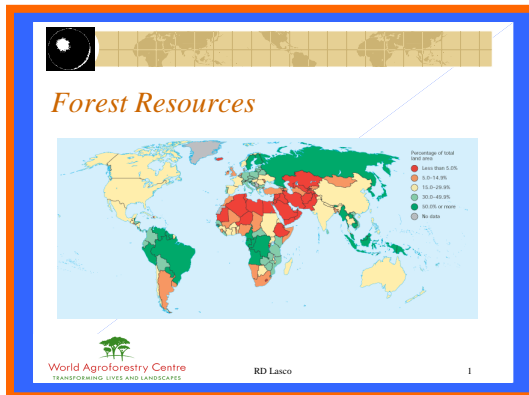 Forest Resources
Percentage of total
land area
Less than 5.0%
5.0–14.9%
15.0–29.9%
30.0–49.9%
50.0% or more
No data
World Agroforestry Centre
TRANSFORMING LIVES AND LANDSCAPES
RD Lasco
1